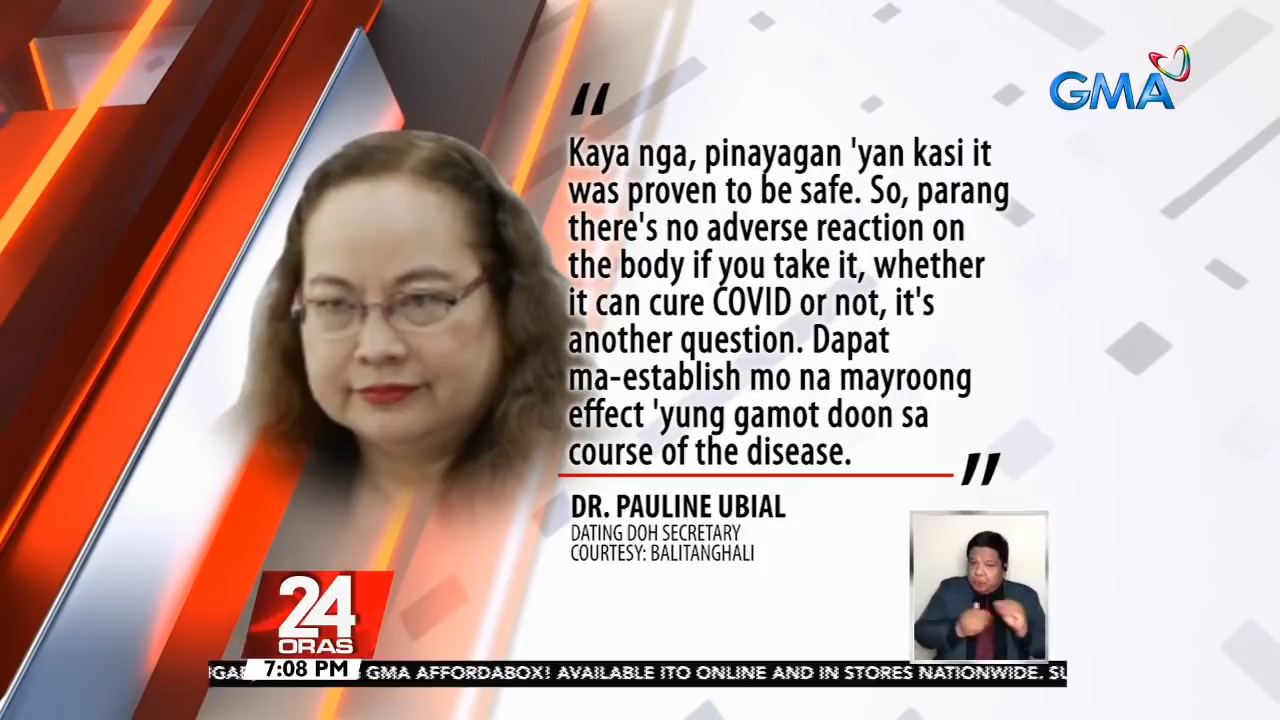 GMA
“
Kaya nga, pinayagan 'yan kasi it
was proven to be safe. So, parang
there's no adverse reaction on
the body if you take it, whether
it can cure COVID or not, it's
another question. Dapat
ma-establish mo na mayroong
effect 'yung gamot doon sa
course of the disease.
”
DR. PAULINE UBIAL
DATING DOH SECRETARY
COURTESY: BALITANGHALI
24
ORAS
7:08 PM
GMA AFFORDABOX! AVAILABLE ITO ONLINE AND IN STORES NATIONWIDE.